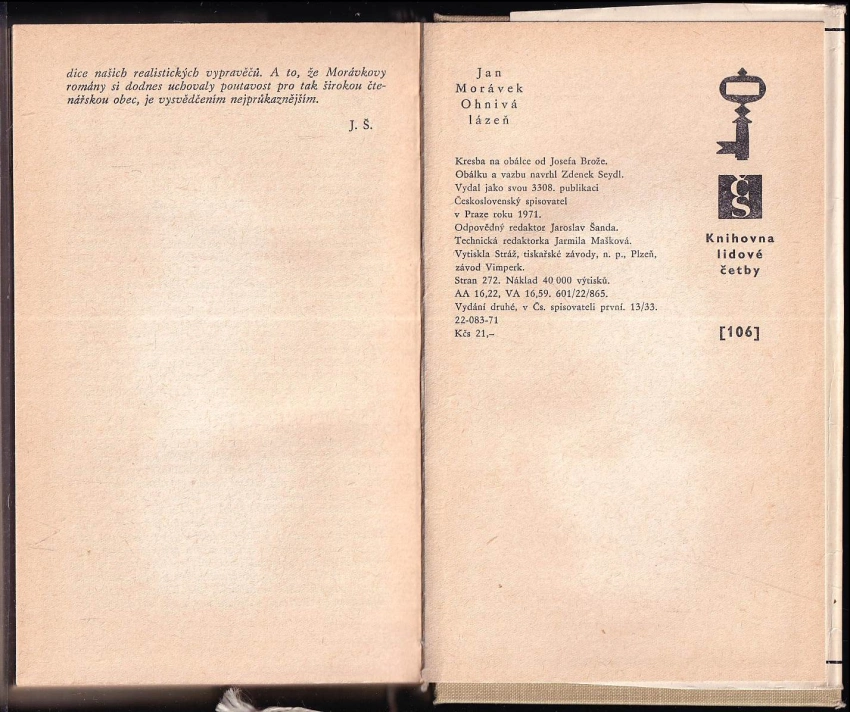 dice našich realistických vypravěčů. A to, že Morávkovy
romány si dodnes uchovaly poutavost pro tak širokou čte-
nářskou obec, je vysvědčením nejprůkaznějším.
J. Š.
Jan
Morávek
Ohnivá
lázeň
Kresba na obálce od Josefa Brože.
Obálku a vazbu navrhl Zdenek Seydl.
Vydal jako svou 3308. publikaci
Československý spisovatel
v Praze roku 1971.
Odpovědný redaktor Jaroslav Šanda.
Technická redaktorka Jarmila Mašková.
Vytiskla Stráž, tiskařské závody, n. p., Plzeň,
závod Vimperk.
Stran 272. Náklad 40 000 výtisků.
AA 16,22, VA 16,59. 601/22/865.
Vydání druhé, v Čs. spisovateli první. 13/33.
22-083-71
Kčs 21,–
ČS
Knihovna
lidové
četby
[106]